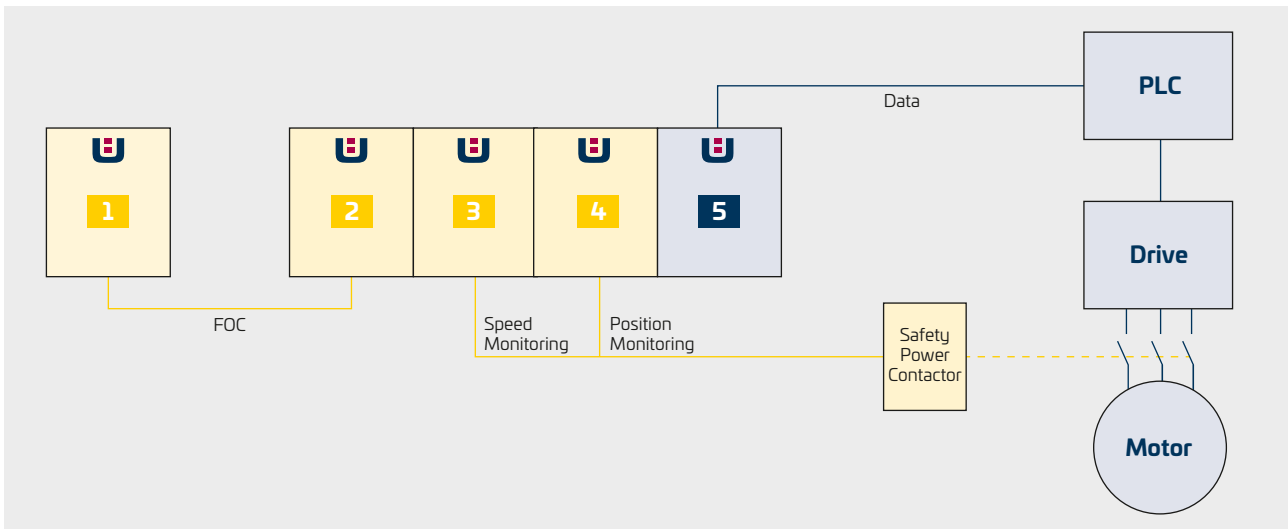 PLC
Data
1
2
3
4
5
Drive
FOC
Speed
Monitoring
Position
Monitoring
Safety
Power
Contactor
Motor